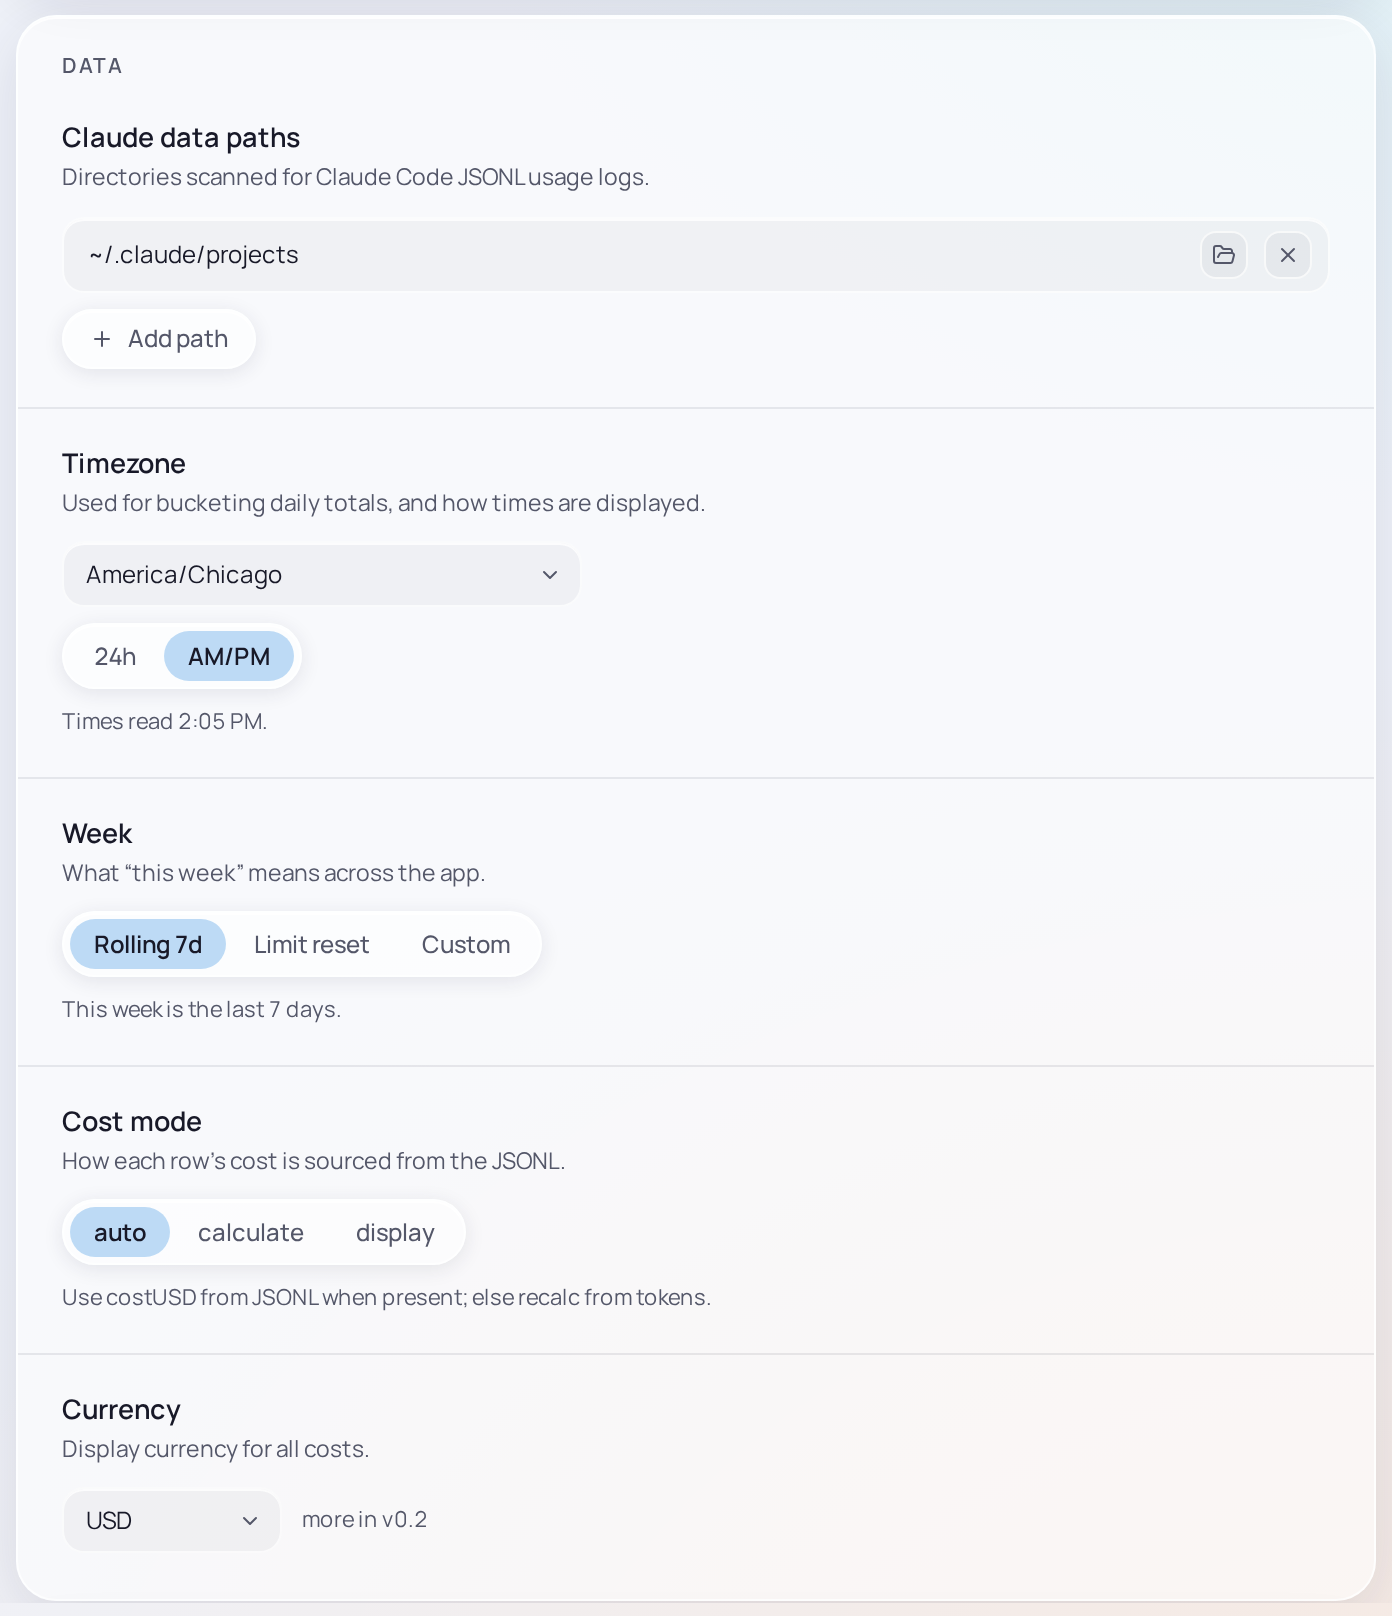 DATA
Claude data paths
Directories scanned for Claude Code JSONL usage logs.
~/.claude/projects
Add path
Timezone
Used for bucketing daily totals, and how times are displayed.
America/Chicago
24h AM/PM
Times read 2:05 PM.
Week
What “this week” means across the app.
Rolling 7d Limit reset Custom
This week is the last 7 days.
Cost mode
How each row’s cost is sourced from the JSONL.
auto calculate display
Use costUSD from JSONL when present; else recalc from tokens.
Currency
Display currency for all costs.
USD more in v0.2